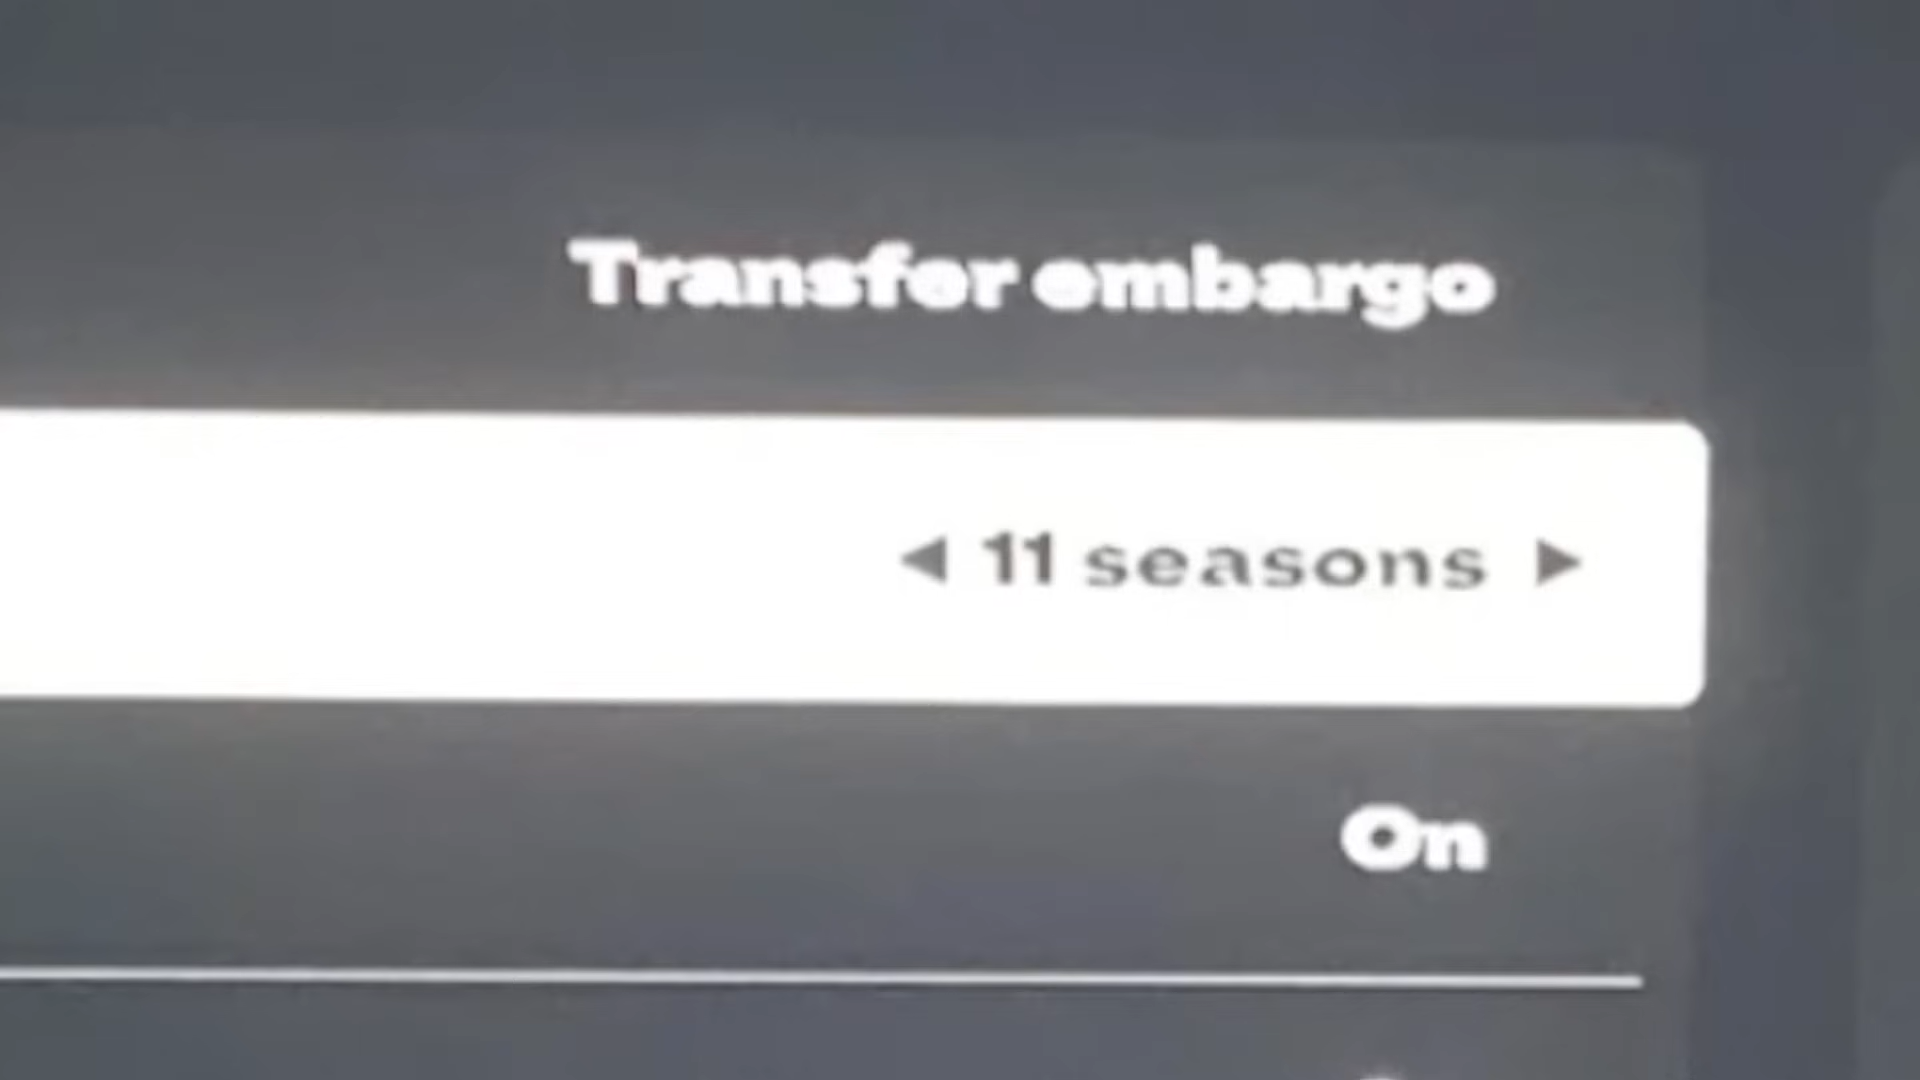 Transfer embargo
◀ 11 seasons ▶
On